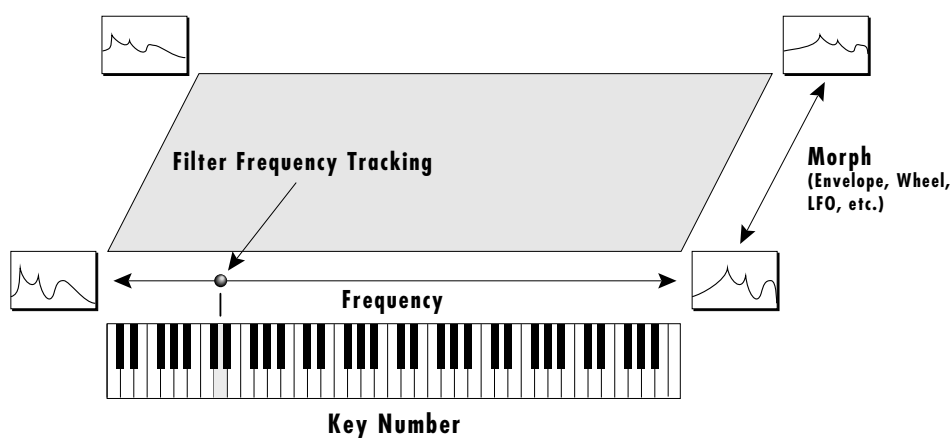 Filter Frequency Tracking
Morph
(Envelope, Wheel,
LFO, etc.)
Frequency
Key Number